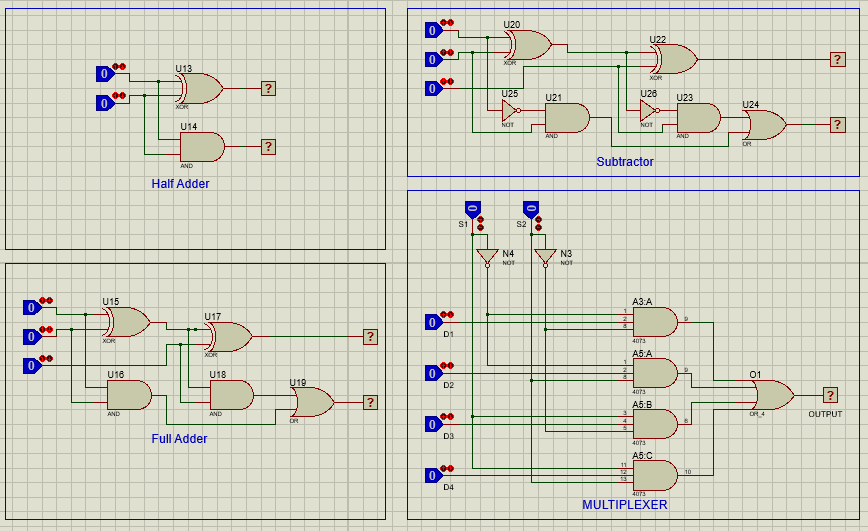 0
0
U13
XOR
?
U14
AND
?
Half Adder
0
0
0
U20
XOR
U22
XOR
?
U25
NOT
U21
AND
U26
NOT
U23
AND
U24
OR
?
Subtractor
0
0
0
U15
XOR
U17
XOR
?
U16
AND
U18
AND
U19
OR
?
Full Adder
0
S1
0
S2
N4
NOT
N3
NOT
0
D1
A3:A
1
2
8
9
4073
0
D2
A5:A
1
2
8
9
4073
0
D3
A5:B
3
4
5
6
4073
0
D4
A5:C
11
12
13
10
4073
O1
OR_4
?
OUTPUT
MULTIPLEXER